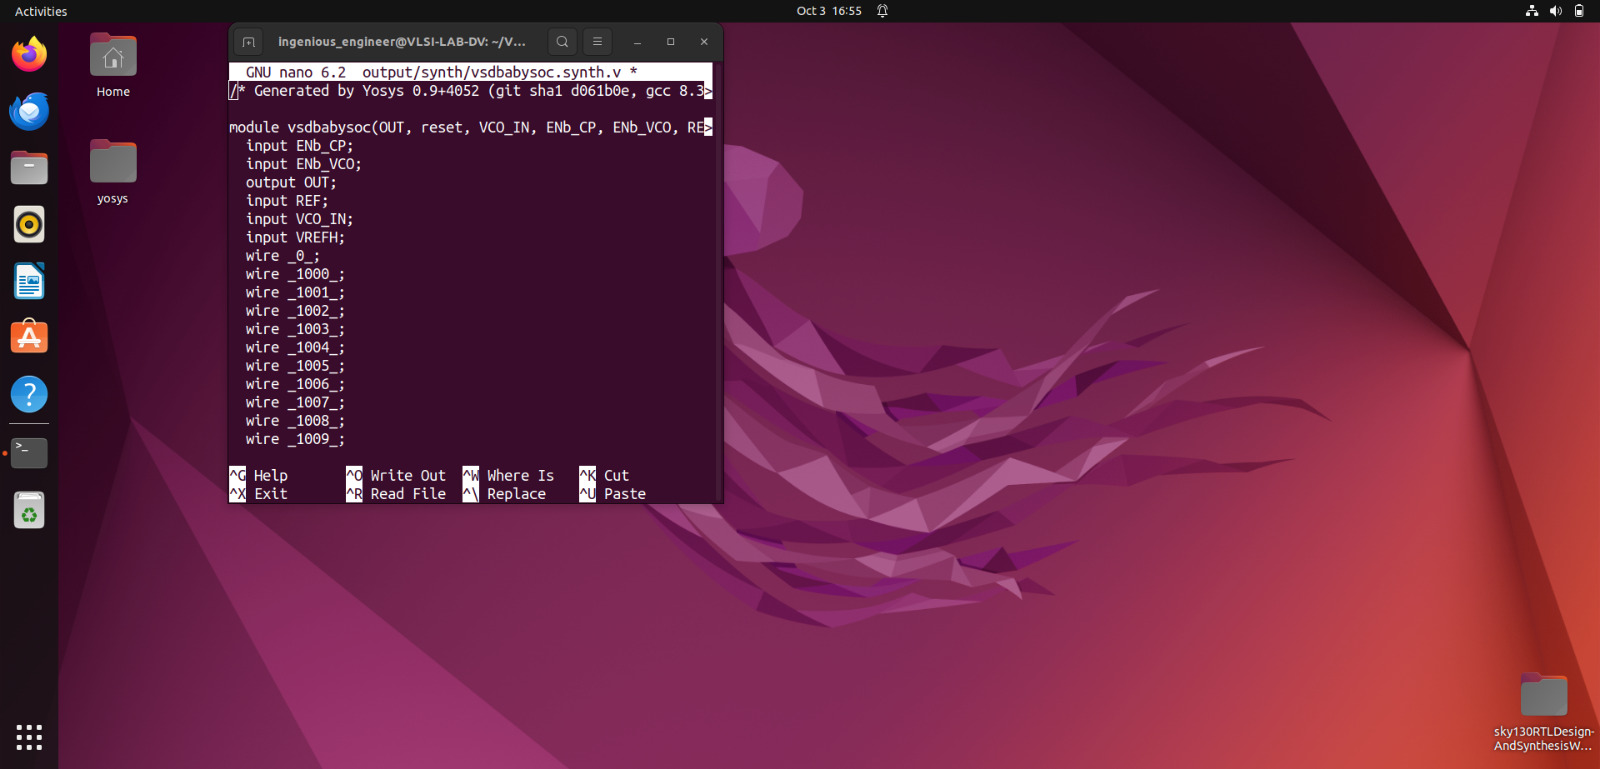 Activities
Oct 3 16:55
Home
yosys
ingenious_engineer@VLSI-LAB-DV: ~/V...
GNU nano 6.2 output/synth/vsdbabysoc.synth.v *
/* Generated by Yosys 0.9+4052 (git sha1 d061b0e, gcc 8.3>
module vsdbabysoc(OUT, reset, VCO_IN, ENb_CP, ENb_VCO, RE>
input ENb_CP;
input ENb_VCO;
output OUT;
input REF;
input VCO_IN;
input VREFH;
wire _0_;
wire _1000_;
wire _1001_;
wire _1002_;
wire _1003_;
wire _1004_;
wire _1005_;
wire _1006_;
wire _1007_;
wire _1008_;
wire _1009_;
^G Help ^O Write Out ^W Where Is ^K Cut
^X Exit ^R Read File ^\ Replace ^U Paste
sky130RTLDesign-
AndSynthesisW...